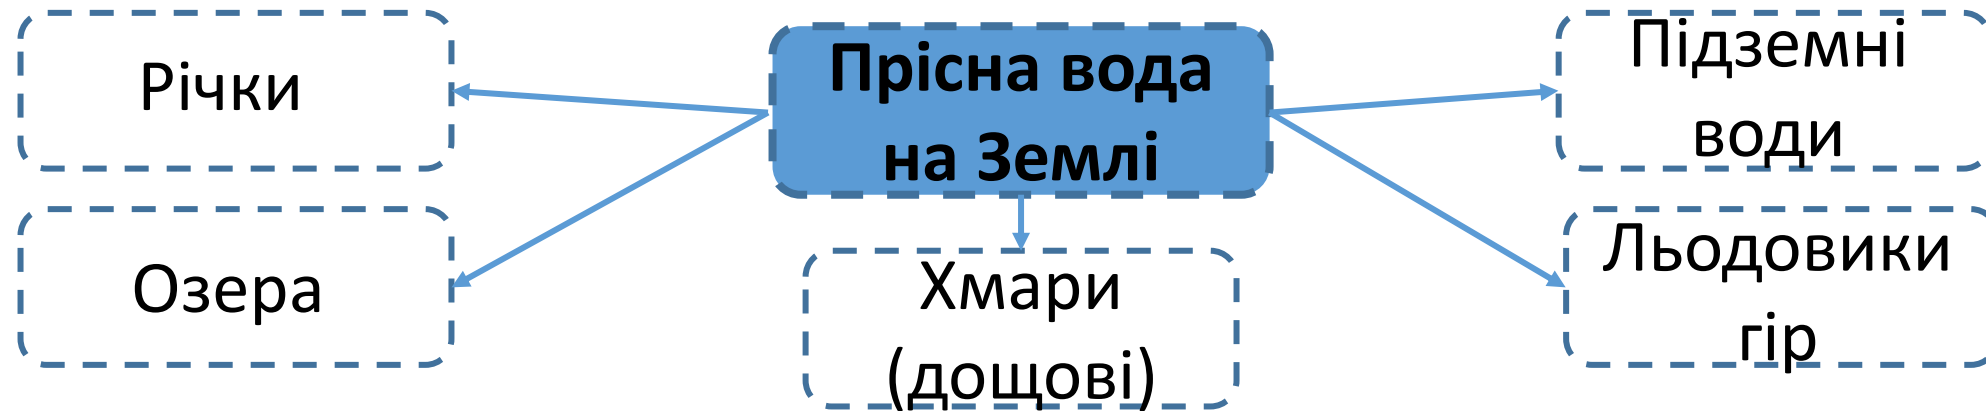 Річки
Прісна вода
на Землі
Підземні
води
Озера
Хмари
(дощові)
Льодовики
гір